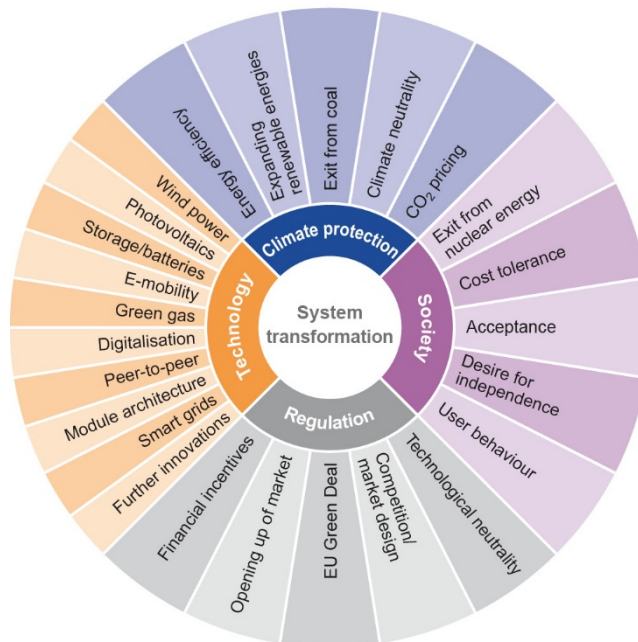 System
transformation
Climate protection
Energy efficiency
Expanding
renewable energies
Exit from coal
Climate neutrality
CO₂ pricing
Society
Exit from
nuclear energy
Cost tolerance
Acceptance
Desire for
independence
User behaviour
Regulation
Technological neutrality
Competition/
market design
EU Green Deal
Opening up of market
Financial incentives
Technology
Further innovations
Smart grids
Module architecture
Peer-to-peer
Digitalisation
Green gas
E-mobility
Storage/batteries
Photovoltaics
Wind power